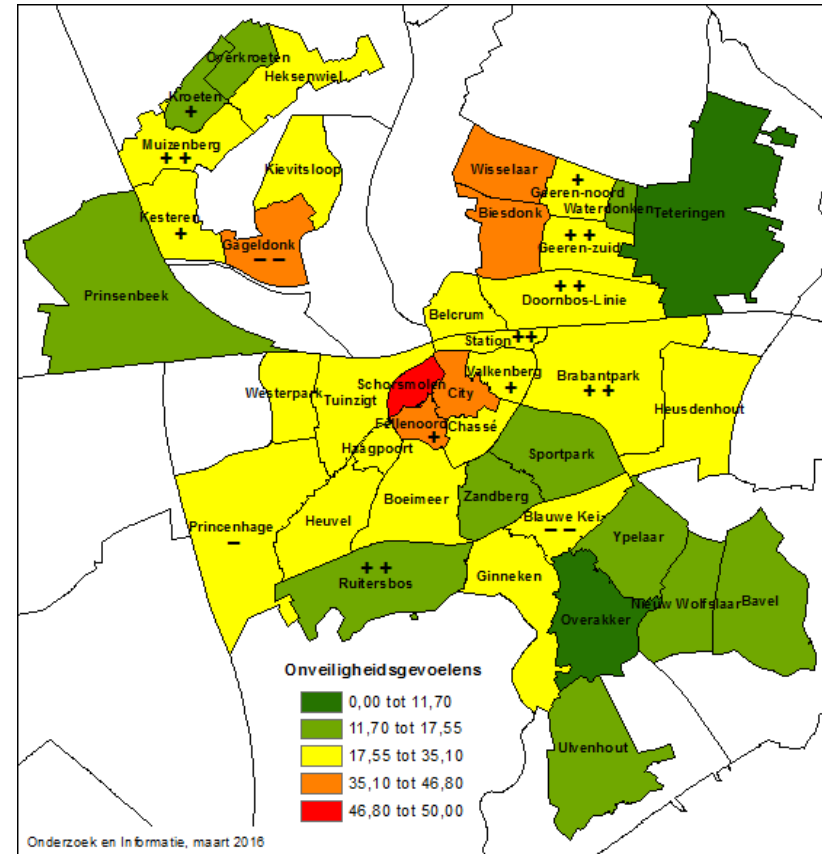 Overkroeten
Heksenwiel
Kroeten
+
Muizenberg
++
Kievitsloop
Wisselaar
+
Geeren-noord
Waterdonken
Teteringen
Kesteren
+
Biesdonk
++
Geeren-zuid
Gageldonk
– –
Prinsenbeek
++
Doornbos-Linie
Belcrum
Station ++
Schorsmolen
Valkenberg
+
Brabantpark
++
Westerpark
Tuinzigt
City
Heusdenhout
Fellenoord
+
Chassé
Haagpoort
Sportpark
Boeimeer
Zandberg
Princenhage
–
Heuvel
Blauwe Kei
– –
Ypelaar
++
Ruitersbos
Ginneken
Nieuw Wolfslaar
Bavel
Overakker
Ulvenhout
Onveiligheidsgevoelens
0,00 tot 11,70
11,70 tot 17,55
17,55 tot 35,10
35,10 tot 46,80
46,80 tot 50,00
Onderzoek en Informatie, maart 2016